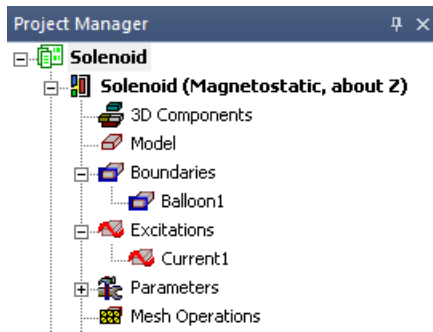 Project Manager
Solenoid
Solenoid (Magnetostatic, about Z)
3D Components
Model
Boundaries
Balloon1
Excitations
Current1
Parameters
Mesh Operations